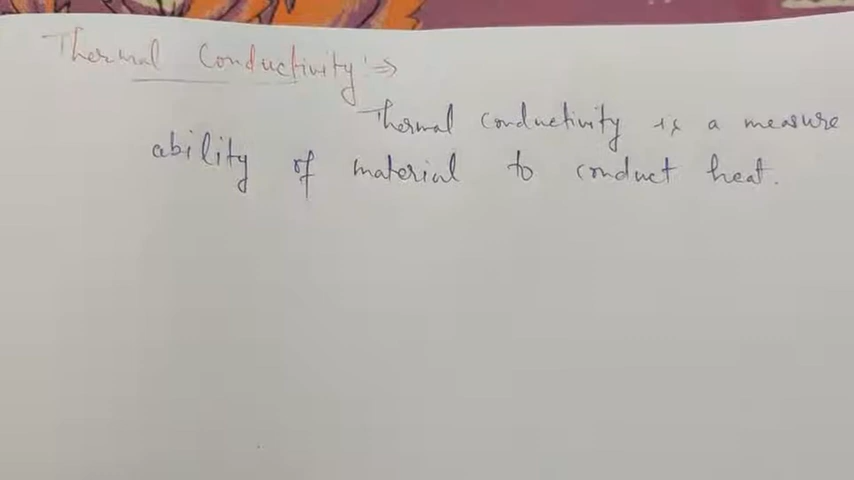 Thermal Conductivity :⇒
Thermal conductivity is a measure
ability of material to conduct heat.